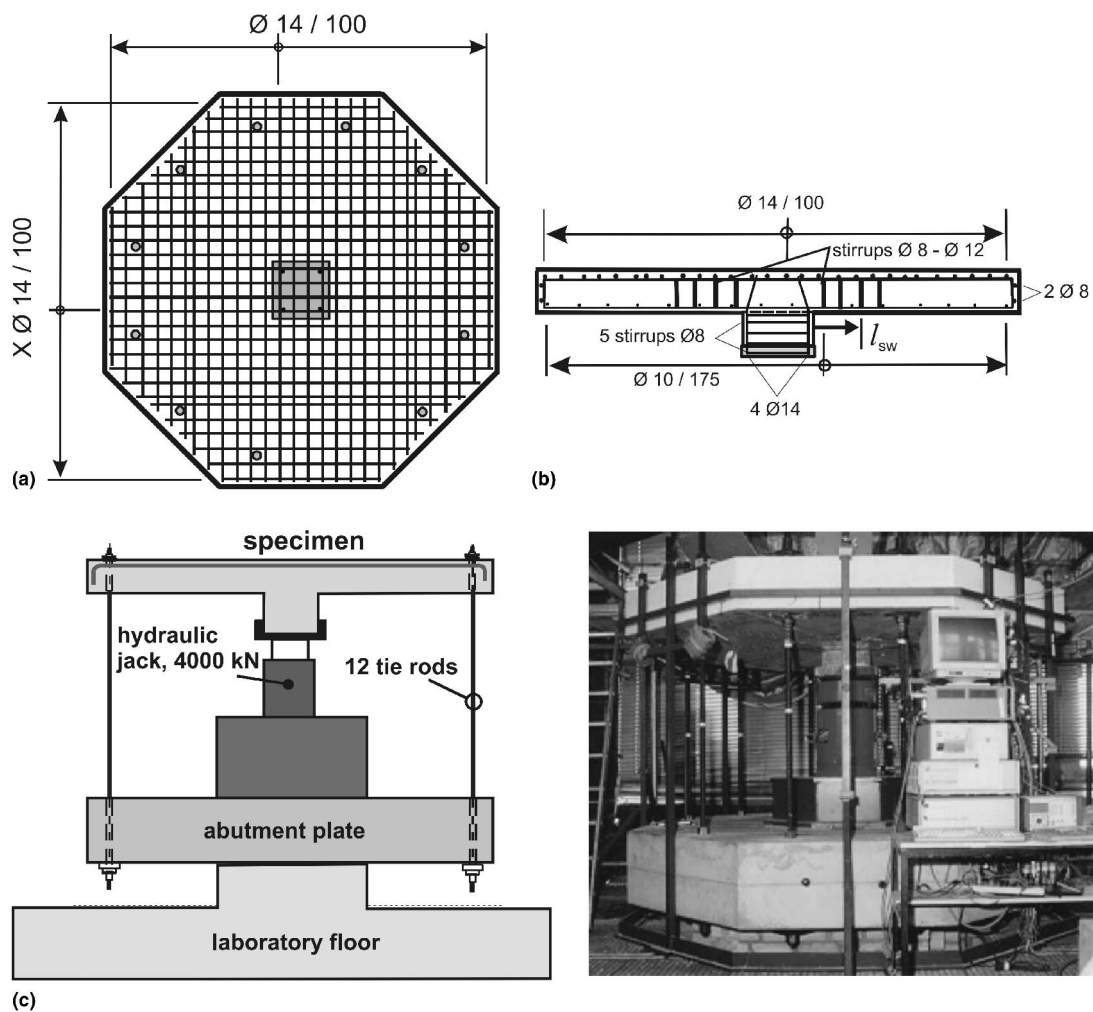 Ø 14 / 100
X Ø 14 / 100
(a)
Ø 14 / 100
stirrups Ø 8 - Ø 12
2 Ø 8
5 stirrups Ø8
lsw
Ø 10 / 175
4 Ø14
(b)
specimen
hydraulic
jack, 4000 kN
12 tie rods
abutment plate
laboratory floor
(c)